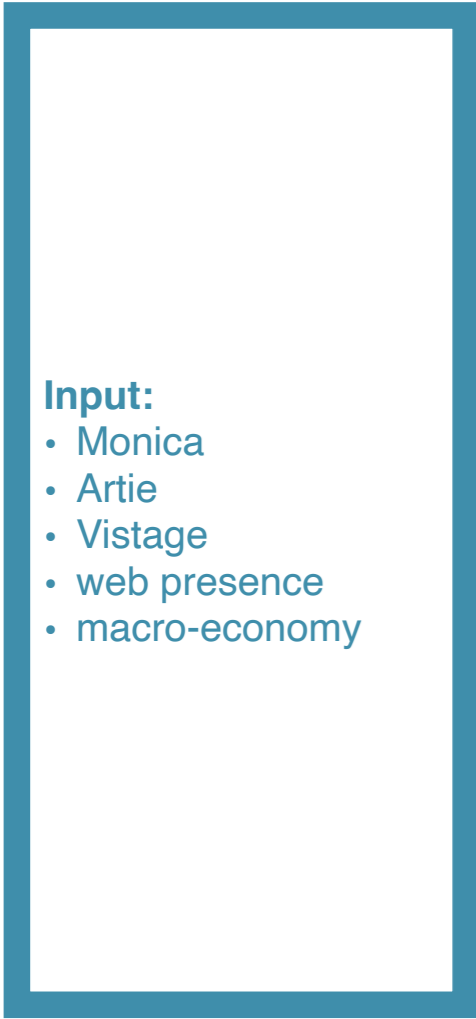 Input:
• Monica
• Artie
• Vistage
• web presence
• macro-economy